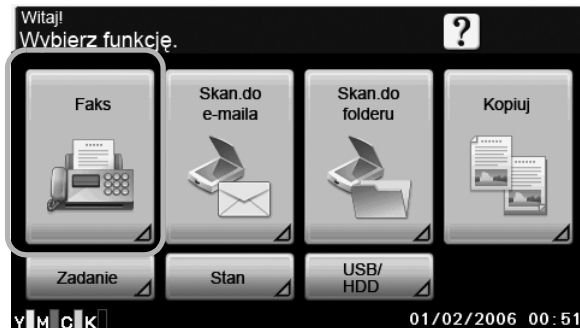 Witaj!
Wybierz funkcję.
?
Faks
Skan.do
e-maila
Skan.do
folderu
Kopiuj
Zadanie
Stan
USB/
HDD
Y M C K
01/02/2006 00:51